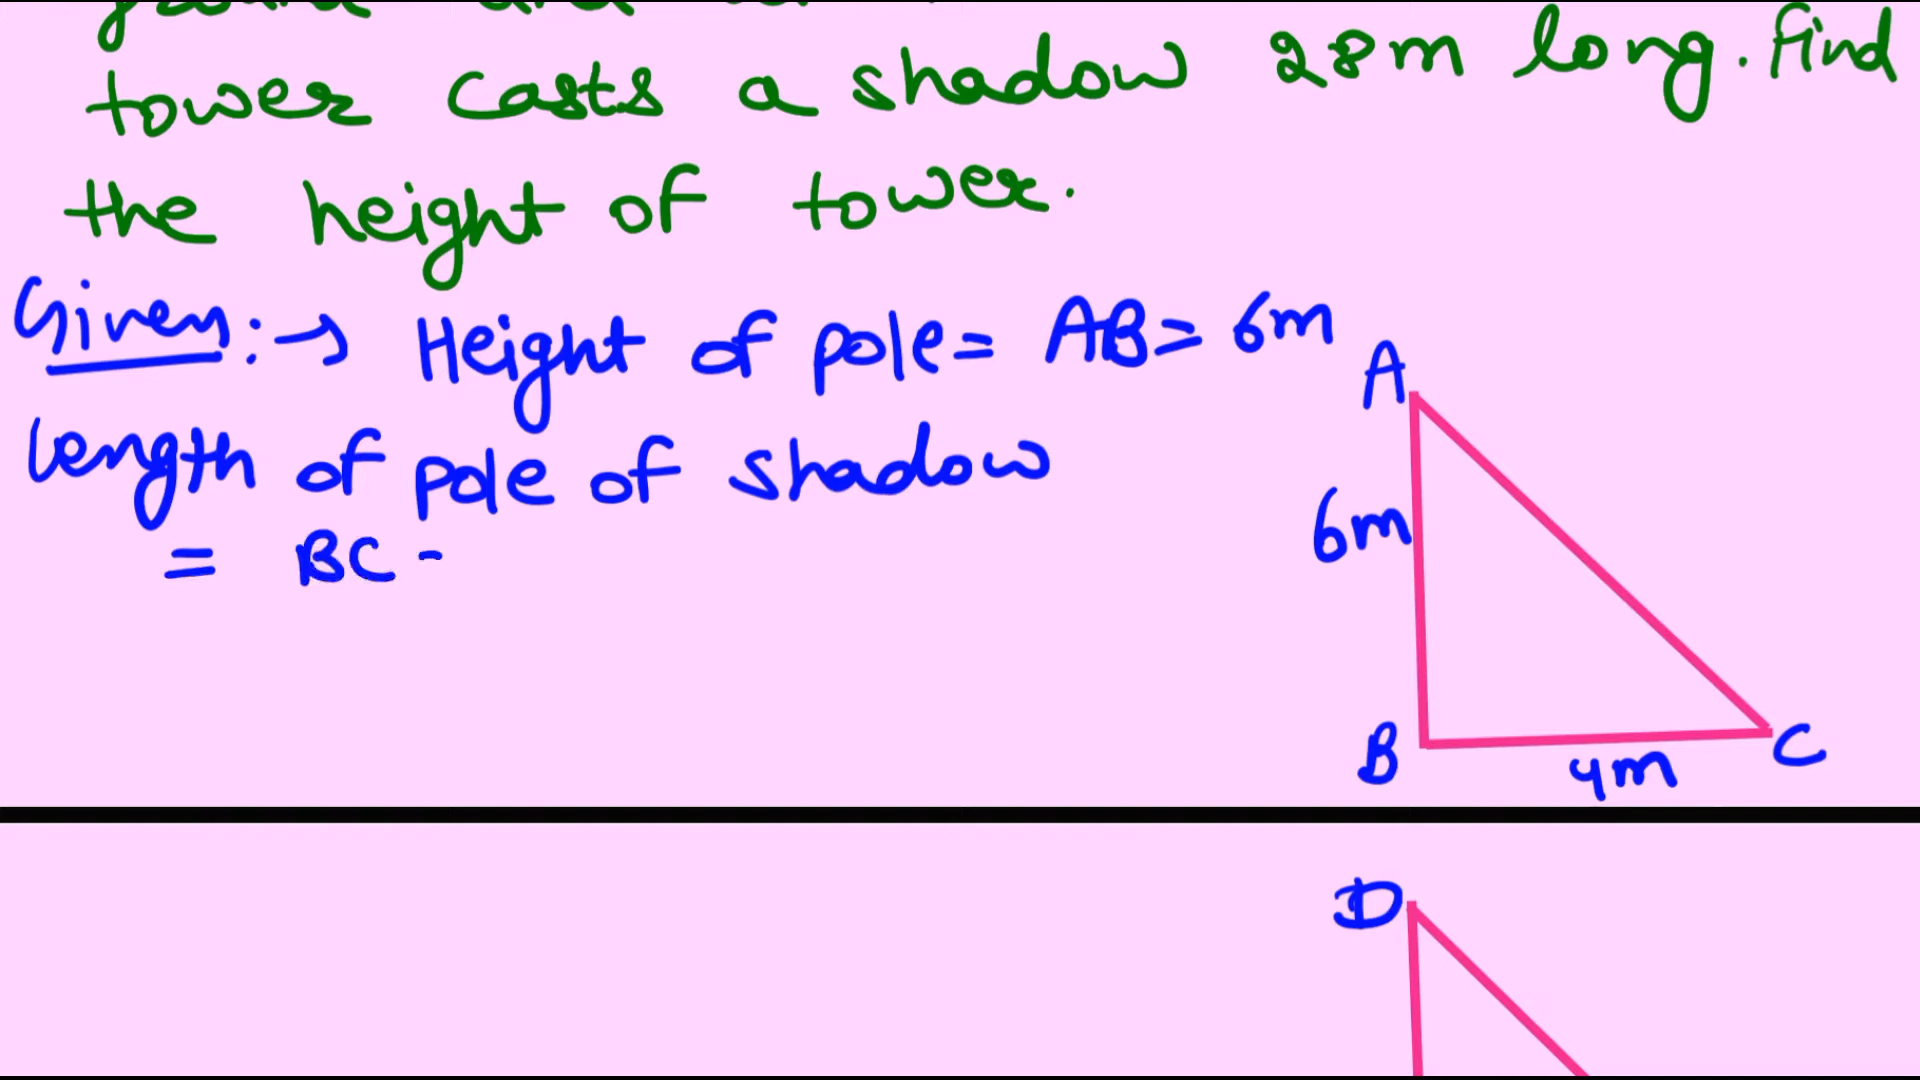 tower casts a shadow 28m long. Find
the height of tower.
Given:→ Height of pole = AB = 6m
length of pole of shadow
= BC -
A
6m
B
4m
C
D